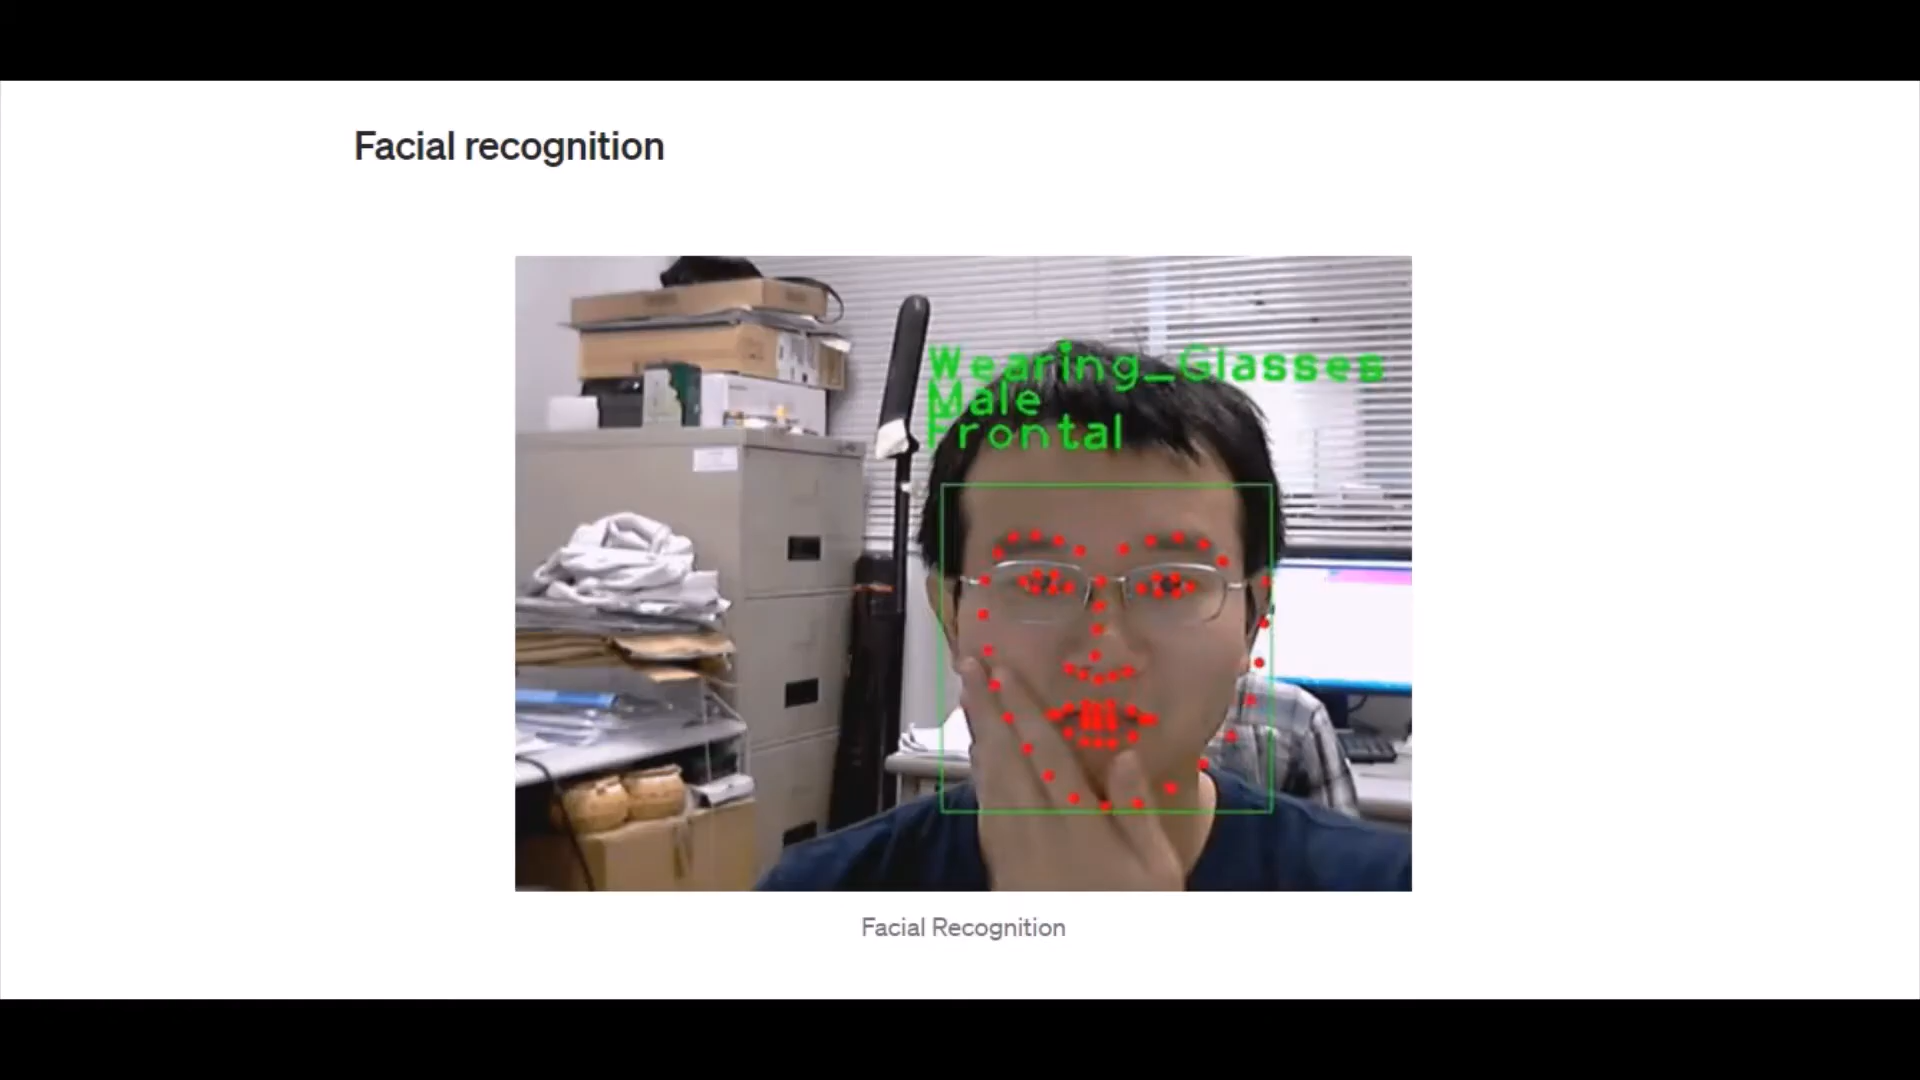 Facial recognition
Wearing_Glasses
Male
Frontal
Facial Recognition